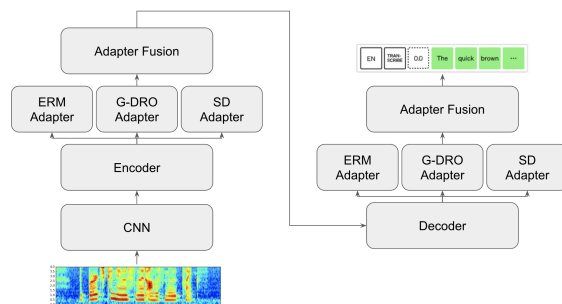 Adapter Fusion
ERM
Adapter
G-DRO
Adapter
SD
Adapter
Encoder
CNN
EN
TRAN-
SCRIBE
0.0
The
quick
brown
...
Adapter Fusion
ERM
Adapter
G-DRO
Adapter
SD
Adapter
Decoder